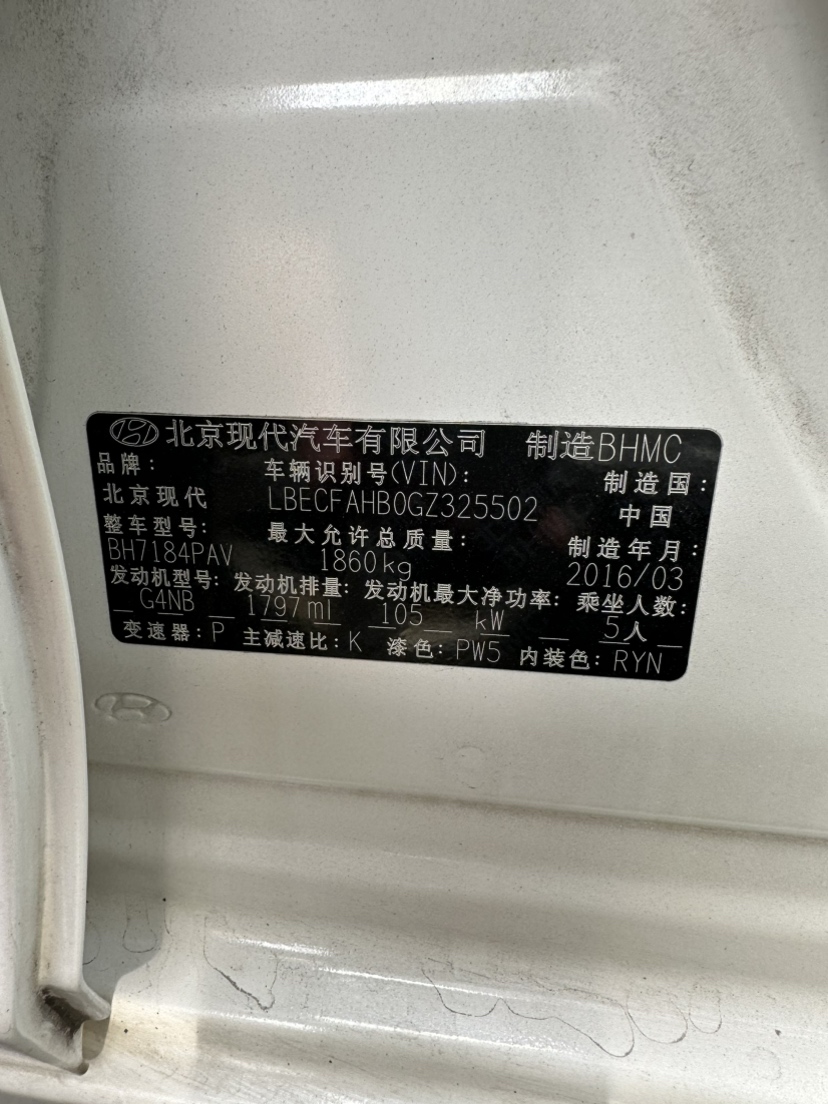 北京现代汽车有限公司 制造BHMC
品牌: 车辆识别号(VIN): 制造国:
北京现代 LBECFAHB0GZ325502 中国
整车型号: 最大允许总质量: 制造年月:
BH7184PAV 1860kg 2016/03
发动机型号: 发动机排量: 发动机最大净功率: 乘坐人数:
G4NB 1797ml 105 kW 5人
变速器: P 主减速比: K 漆色: PW5 内装色: RYN